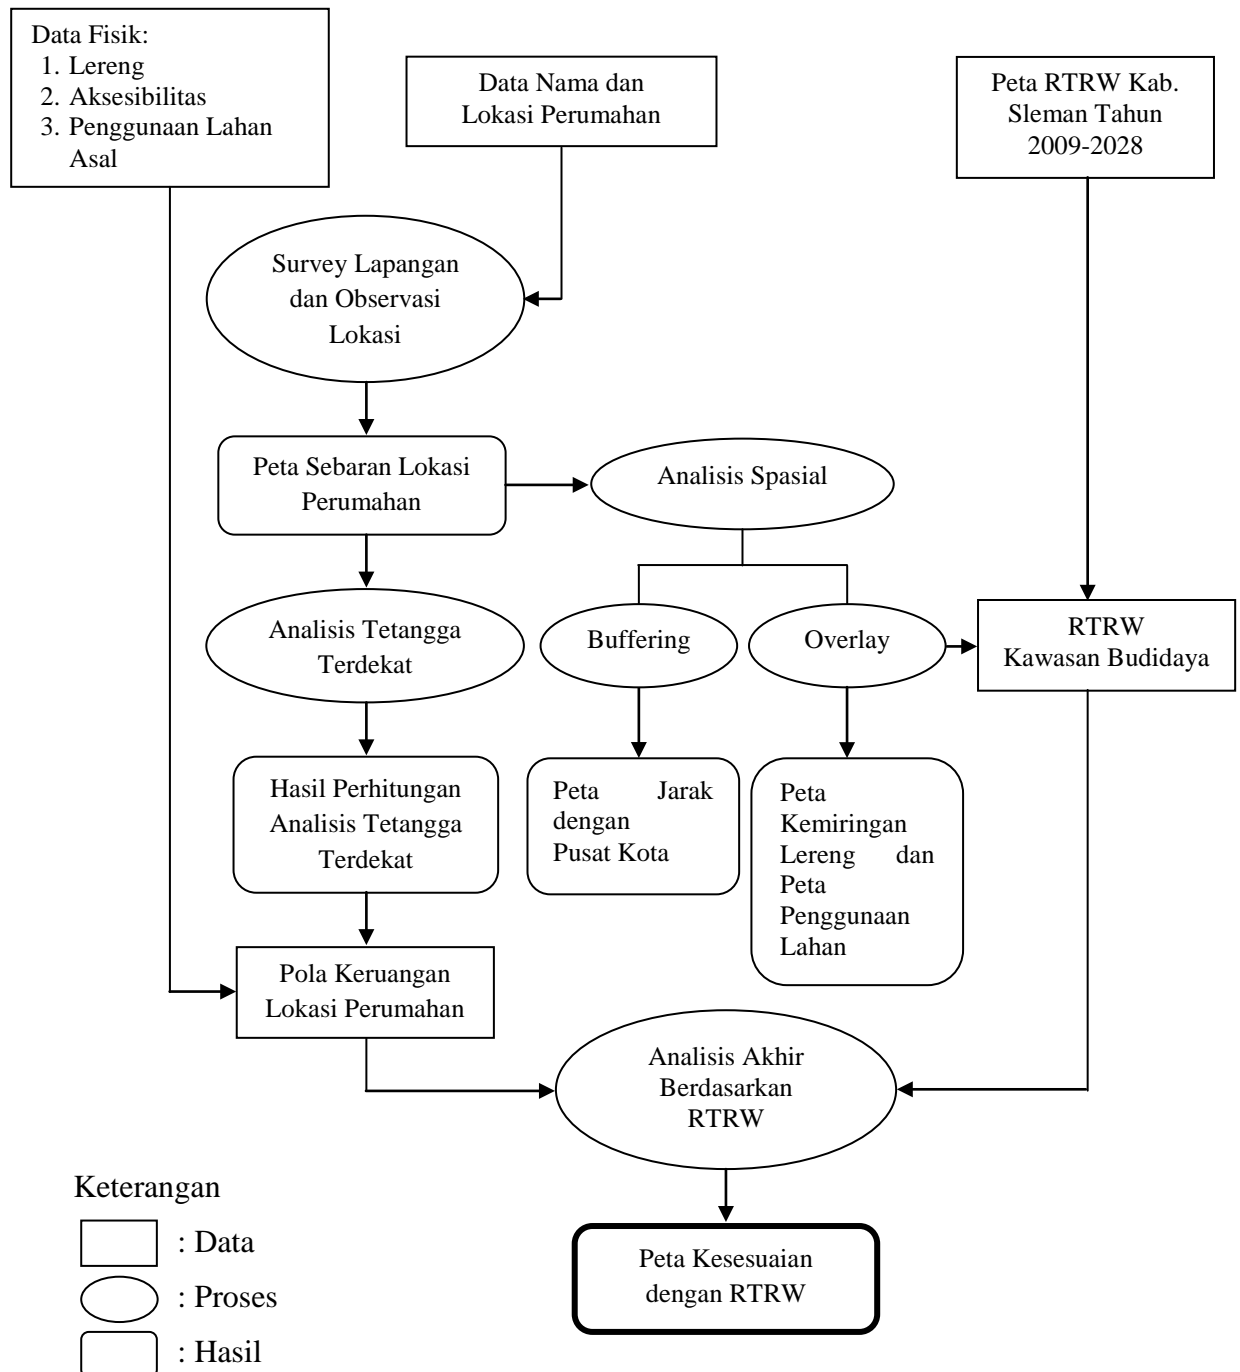 Data Fisik:
1. Lereng
2. Aksesibilitas
3. Penggunaan Lahan
Asal
Data Nama dan
Lokasi Perumahan
Peta RTRW Kab.
Sleman Tahun
2009-2028
Survey Lapangan
dan Observasi
Lokasi
Peta Sebaran Lokasi
Perumahan
Analisis Spasial
Analisis Tetangga
Terdekat
Buffering
Overlay
RTRW
Kawasan Budidaya
Hasil Perhitungan
Analisis Tetangga
Terdekat
Peta Jarak
dengan
Pusat Kota
Peta
Kemiringan
Lereng dan
Peta
Penggunaan
Lahan
Pola Keruangan
Lokasi Perumahan
Analisis Akhir
Berdasarkan
RTRW
Peta Kesesuaian
dengan RTRW
Keterangan
: Data
: Proses
: Hasil